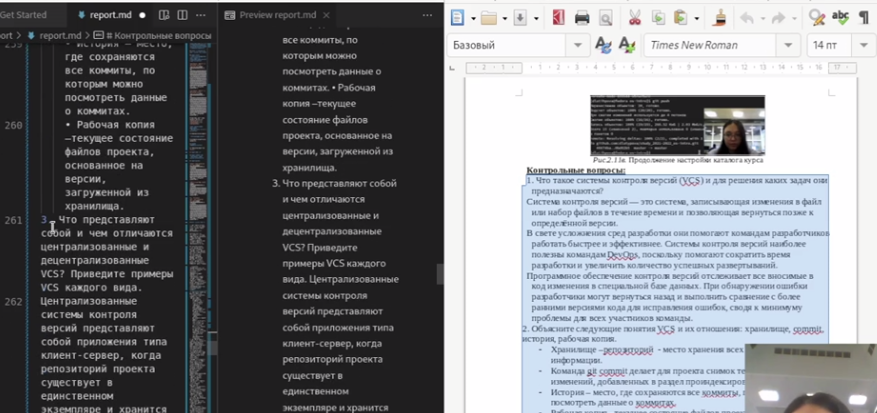 Get Started
report.md
Preview report.md
ort > report.md > # Контрольные вопросы
259
• История – место,
где сохраняются
все коммиты, по
которым можно
посмотреть данные
о коммитах.
260
• Рабочая копия
–текущее состояние
файлов проекта,
основанное на
версии,
загруженной из
хранилища.
261
3. Что представляют
собой и чем отличаются
централизованные и
децентрализованные
VCS? Приведите примеры
VCS каждого вида.
262
Централизованные
системы контроля
версий представляют
собой приложения типа
клиент-сервер, когда
репозиторий проекта
существует в
единственном
экземпляре и хранится
все коммиты, по
которым можно
посмотреть данные о
коммитах. • Рабочая
копия –текущее
состояние файлов
проекта, основанное на
версии, загруженной из
хранилища.
3. Что представляют собой
и чем отличаются
централизованные и
децентрализованные
VCS? Приведите
примеры VCS каждого
вида. Централизованные
системы контроля
версий представляют
собой приложения типа
клиент-сервер, когда
репозиторий проекта
существует в
единственном
экземпляре и хранится
Базовый
Times New Roman
14 пт
Рис.2.11в. Продолжение настройки каталога курса
Контрольные вопросы:
1. Что такое системы контроля версий (VCS) и для решения каких задач они
предназначаются?
Система контроля версий — это система, записывающая изменения в файл
или набор файлов в течение времени и позволяющая вернуться позже к
определённой версии.
В свете усложнения сред разработки они помогают командам разработчиков
работать быстрее и эффективнее. Системы контроля версий наиболее
полезны командам DevOps, поскольку помогают сократить время
разработки и увеличить количество успешных развертываний.
Программное обеспечение контроля версий отслеживает все вносимые в
код изменения в специальной базе данных. При обнаружении ошибки
разработчики могут вернуться назад и выполнить сравнение с более
ранними версиями кода для исправления ошибок, сводя к минимуму
проблемы для всех участников команды.
2. Объясните следующие понятия VCS и их отношения: хранилище, commit,
история, рабочая копия.
- Хранилище –репозиторий - место хранения всех
информации.
- Команда git commit делает для проекта снимок те
изменений, добавленных в раздел проиндексиров
- История – место, где сохраняются все коммиты,
посмотреть данные о коммитах.